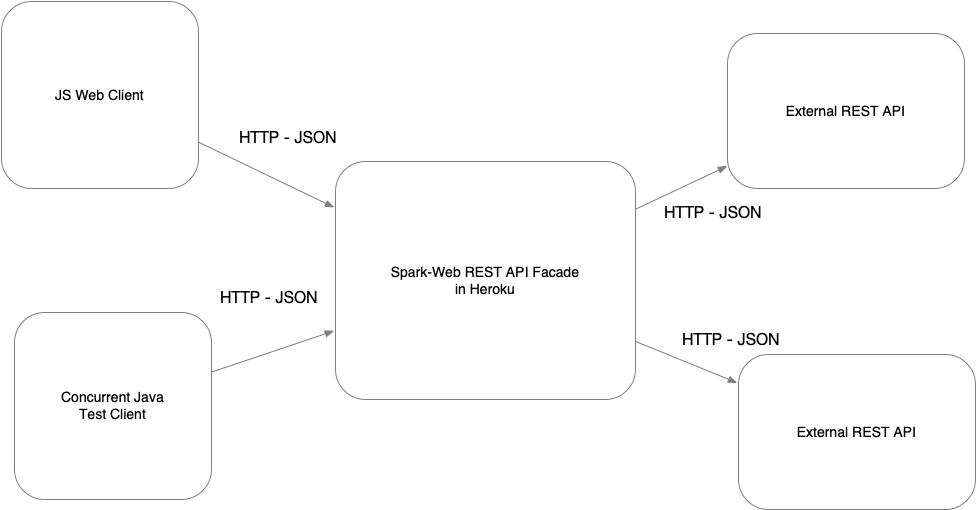 JS Web Client
External REST API
HTTP - JSON
HTTP - JSON
Spark-Web REST API Facade
in Heroku
HTTP - JSON
HTTP - JSON
Concurrent Java
Test Client
External REST API